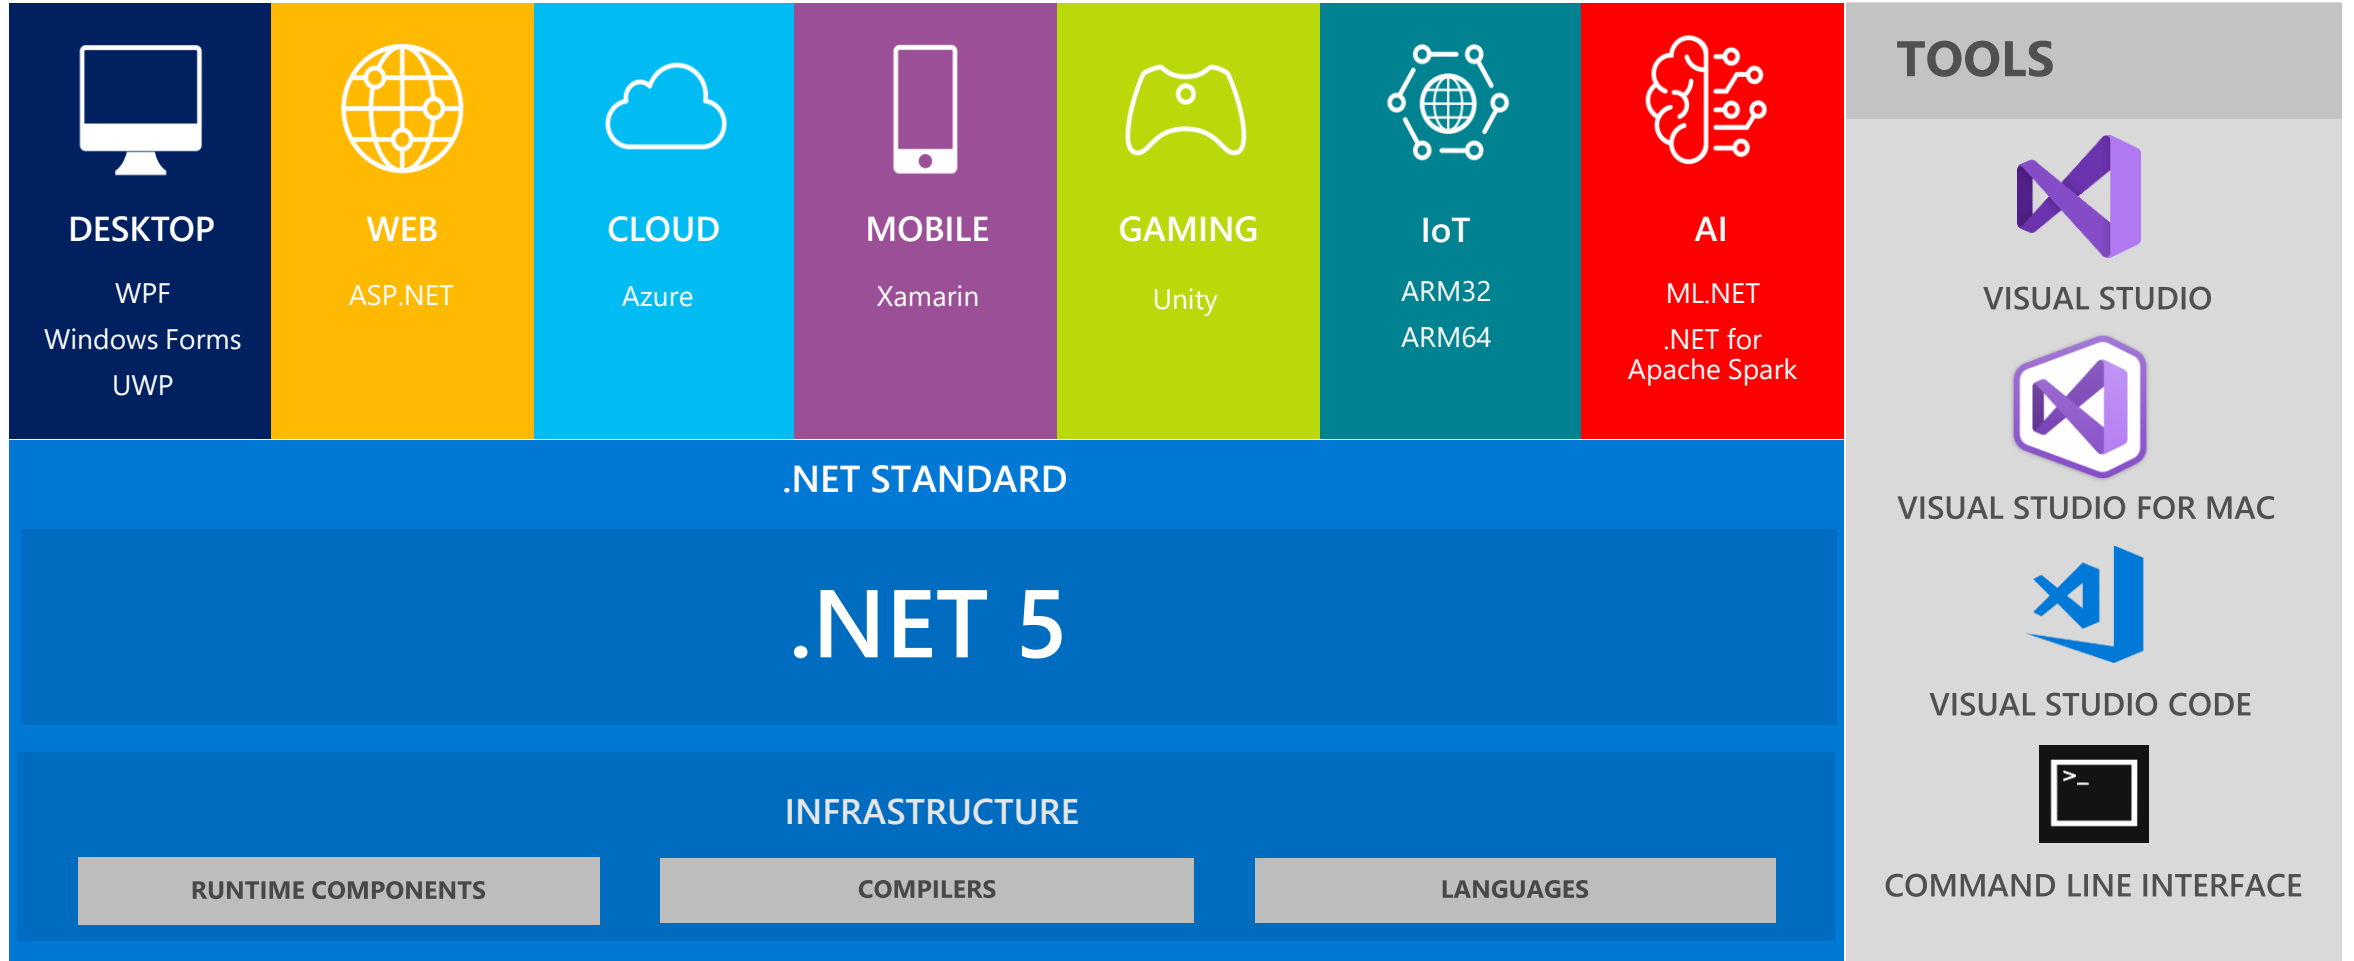 DESKTOP
WPF
Windows Forms
UWP
WEB
ASP.NET
CLOUD
Azure
MOBILE
Xamarin
GAMING
Unity
IoT
ARM32
ARM64
AI
ML.NET
.NET for
Apache Spark
.NET STANDARD
.NET 5
INFRASTRUCTURE
RUNTIME COMPONENTS
COMPILERS
LANGUAGES
TOOLS
VISUAL STUDIO
VISUAL STUDIO FOR MAC
VISUAL STUDIO CODE
>_
COMMAND LINE INTERFACE